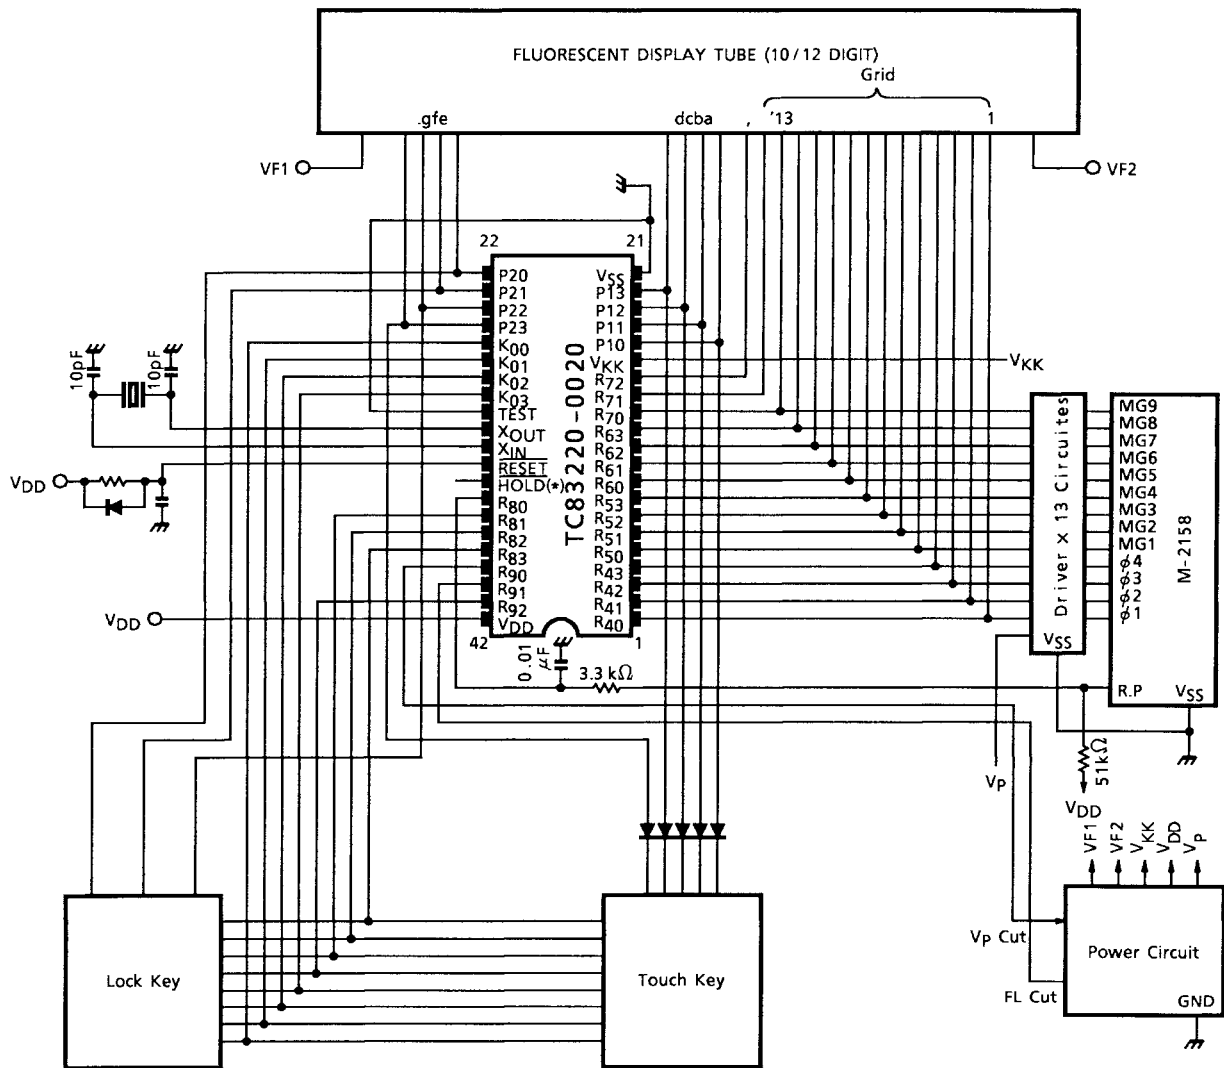 FLUORESCENT DISPLAY TUBE (10/12 DIGIT)
Grid
.gfe
dcba
,
'13
1
VF1
VF2
22
21
P20
P21
P22
P23
K00
K01
K02
K03
TEST
XOUT
XIN
RESET
HOLD(*)
R80
R81
R82
R83
R90
R91
R92
VDD
42
TC83220-0020
VSS
P13
P12
P11
P10
VKK
R72
R71
R70
R63
R62
R61
R60
R53
R52
R51
R50
R43
R42
R41
R40
1
10pF
10pF
VDD
VDD
0.01 μF
3.3 kΩ
VKK
Driver x 13 Circuites
VSS
MG9
MG8
MG7
MG6
MG5
MG4
MG3
MG2
MG1
φ4
φ3
φ2
φ1
M-2158
R.P
VSS
VP
51kΩ
VDD
VF1
VF2
VKK
VDD
VP
VP Cut
FL Cut
Power Circuit
GND
Lock Key
Touch Key